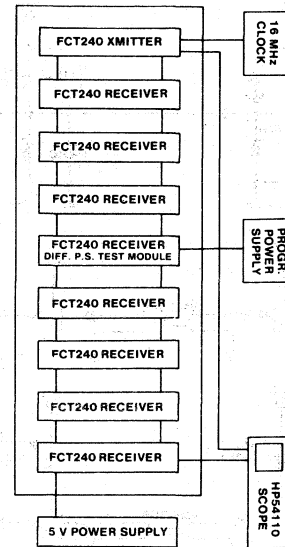 FCT240 XMITTER
16 MHz
CLOCK
FCT240 RECEIVER
FCT240 RECEIVER
FCT240 RECEIVER
FCT240 RECEIVER
DIFF. P.S. TEST MODULE
PROGR.
POWER
SUPPLY
FCT240 RECEIVER
FCT240 RECEIVER
FCT240 RECEIVER
FCT240 RECEIVER
HP54110
SCOPE
5 V POWER SUPPLY